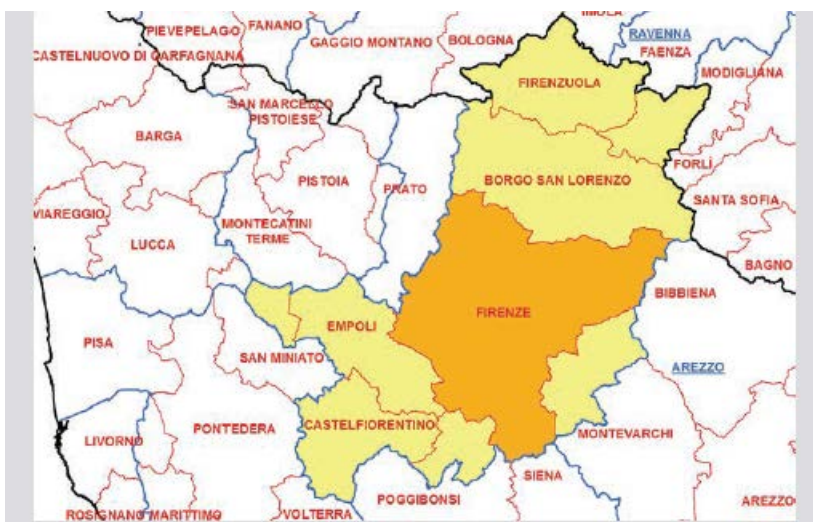 IMOLA
PIEVEPELAGO
FANANO
GAGGIO MONTANO
BOLOGNA
RAVENNA
FAENZA
CASTELNUOVO DI GARFAGNANA
MODIGLIANA
FIRENZUOLA
SAN MARCELLO
PISTOIESE
BARGA
FORLÌ
PISTOIA
PRATO
BORGO SAN LORENZO
SANTA SOFIA
VIAREGGIO
MONTECATINI
TERME
LUCCA
BAGNO
BIBBIENA
FIRENZE
EMPOLI
PISA
SAN MINIATO
AREZZO
CASTELFIORENTINO
PONTEDERA
MONTEVARCHI
LIVORNO
SIENA
POGGIBONSI
AREZZO
ROSIGNANO MARITTIMO
VOLTERRA